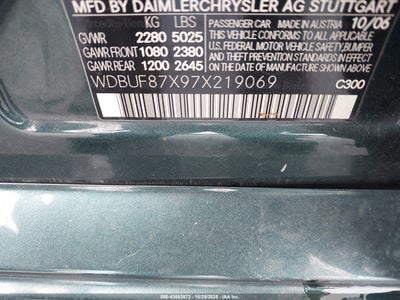 MFD BY DAIMLERCHRYSLER AG STUTTGART
KG LBS
GVWR 2280 5025
GAWR FRONT 1080 2380
GAWR REAR 1200 2645
PASSENGER CAR MADE IN AUSTRIA 10/06
THIS VEHICLE CONFORMS TO ALL APPLICABLE
U.S. FEDERAL MOTOR VEHICLE SAFETY
BUMPER, AND THEFT PREVENTION STANDARDS
IN EFFECT ON THE DATE OF
MANUFACTURE SHOWN ABOVE
WDBUF87X97X219069
C300